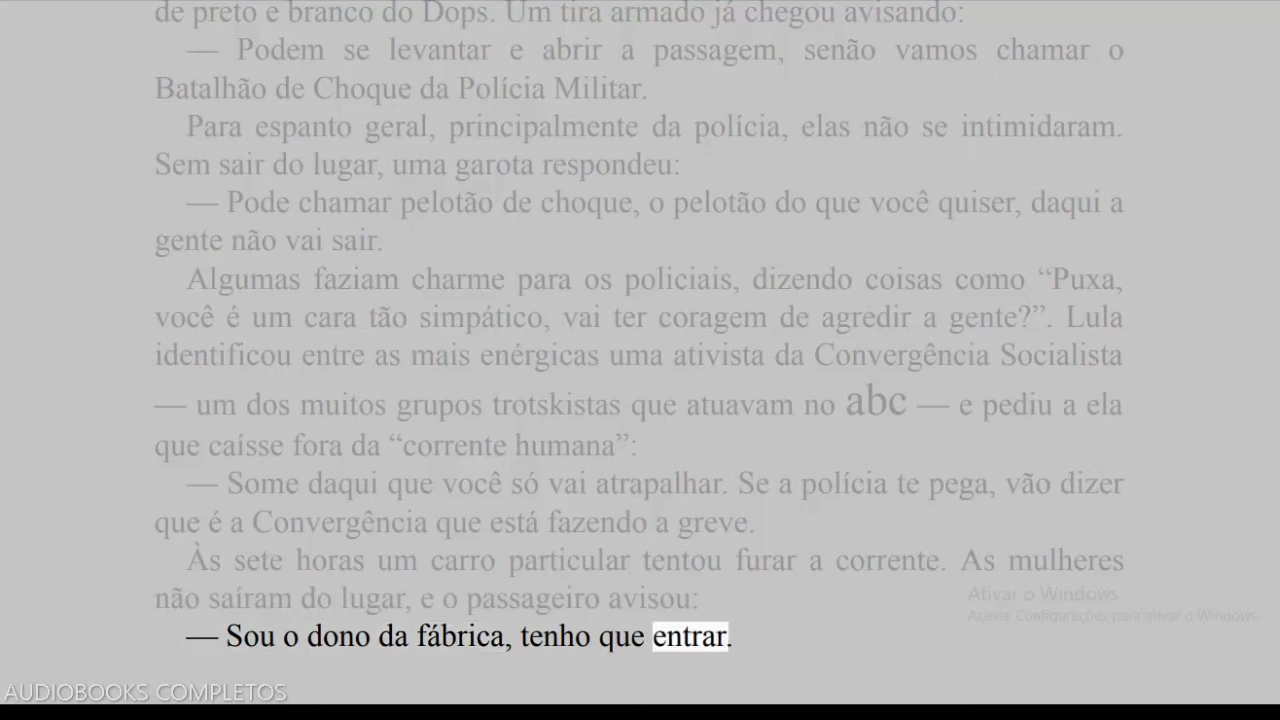 de preto e branco do Dops. Um tira armado já chegou avisando:
— Podem se levantar e abrir a passagem, senão vamos chamar o
Batalhão de Choque da Polícia Militar.
Para espanto geral, principalmente da polícia, elas não se intimidaram.
Sem sair do lugar, uma garota respondeu:
— Pode chamar pelotão de choque, o pelotão do que você quiser, daqui a
gente não vai sair.
Algumas faziam charme para os policiais, dizendo coisas como “Puxa,
você é um cara tão simpático, vai ter coragem de agredir a gente?”. Lula
identificou entre as mais enérgicas uma ativista da Convergência Socialista
— um dos muitos grupos trotskistas que atuavam no abc — e pediu a ela
que caísse fora da “corrente humana”:
— Some daqui que você só vai atrapalhar. Se a polícia te pega, vão dizer
que é a Convergência que está fazendo a greve.
Às sete horas um carro particular tentou furar a corrente. As mulheres
não saíram do lugar, e o passageiro avisou:
Ativar o Windows
Acesse Configurações para ativar o Windows.
— Sou o dono da fábrica, tenho que entrar.
AUDIOBOOKS COMPLETOS